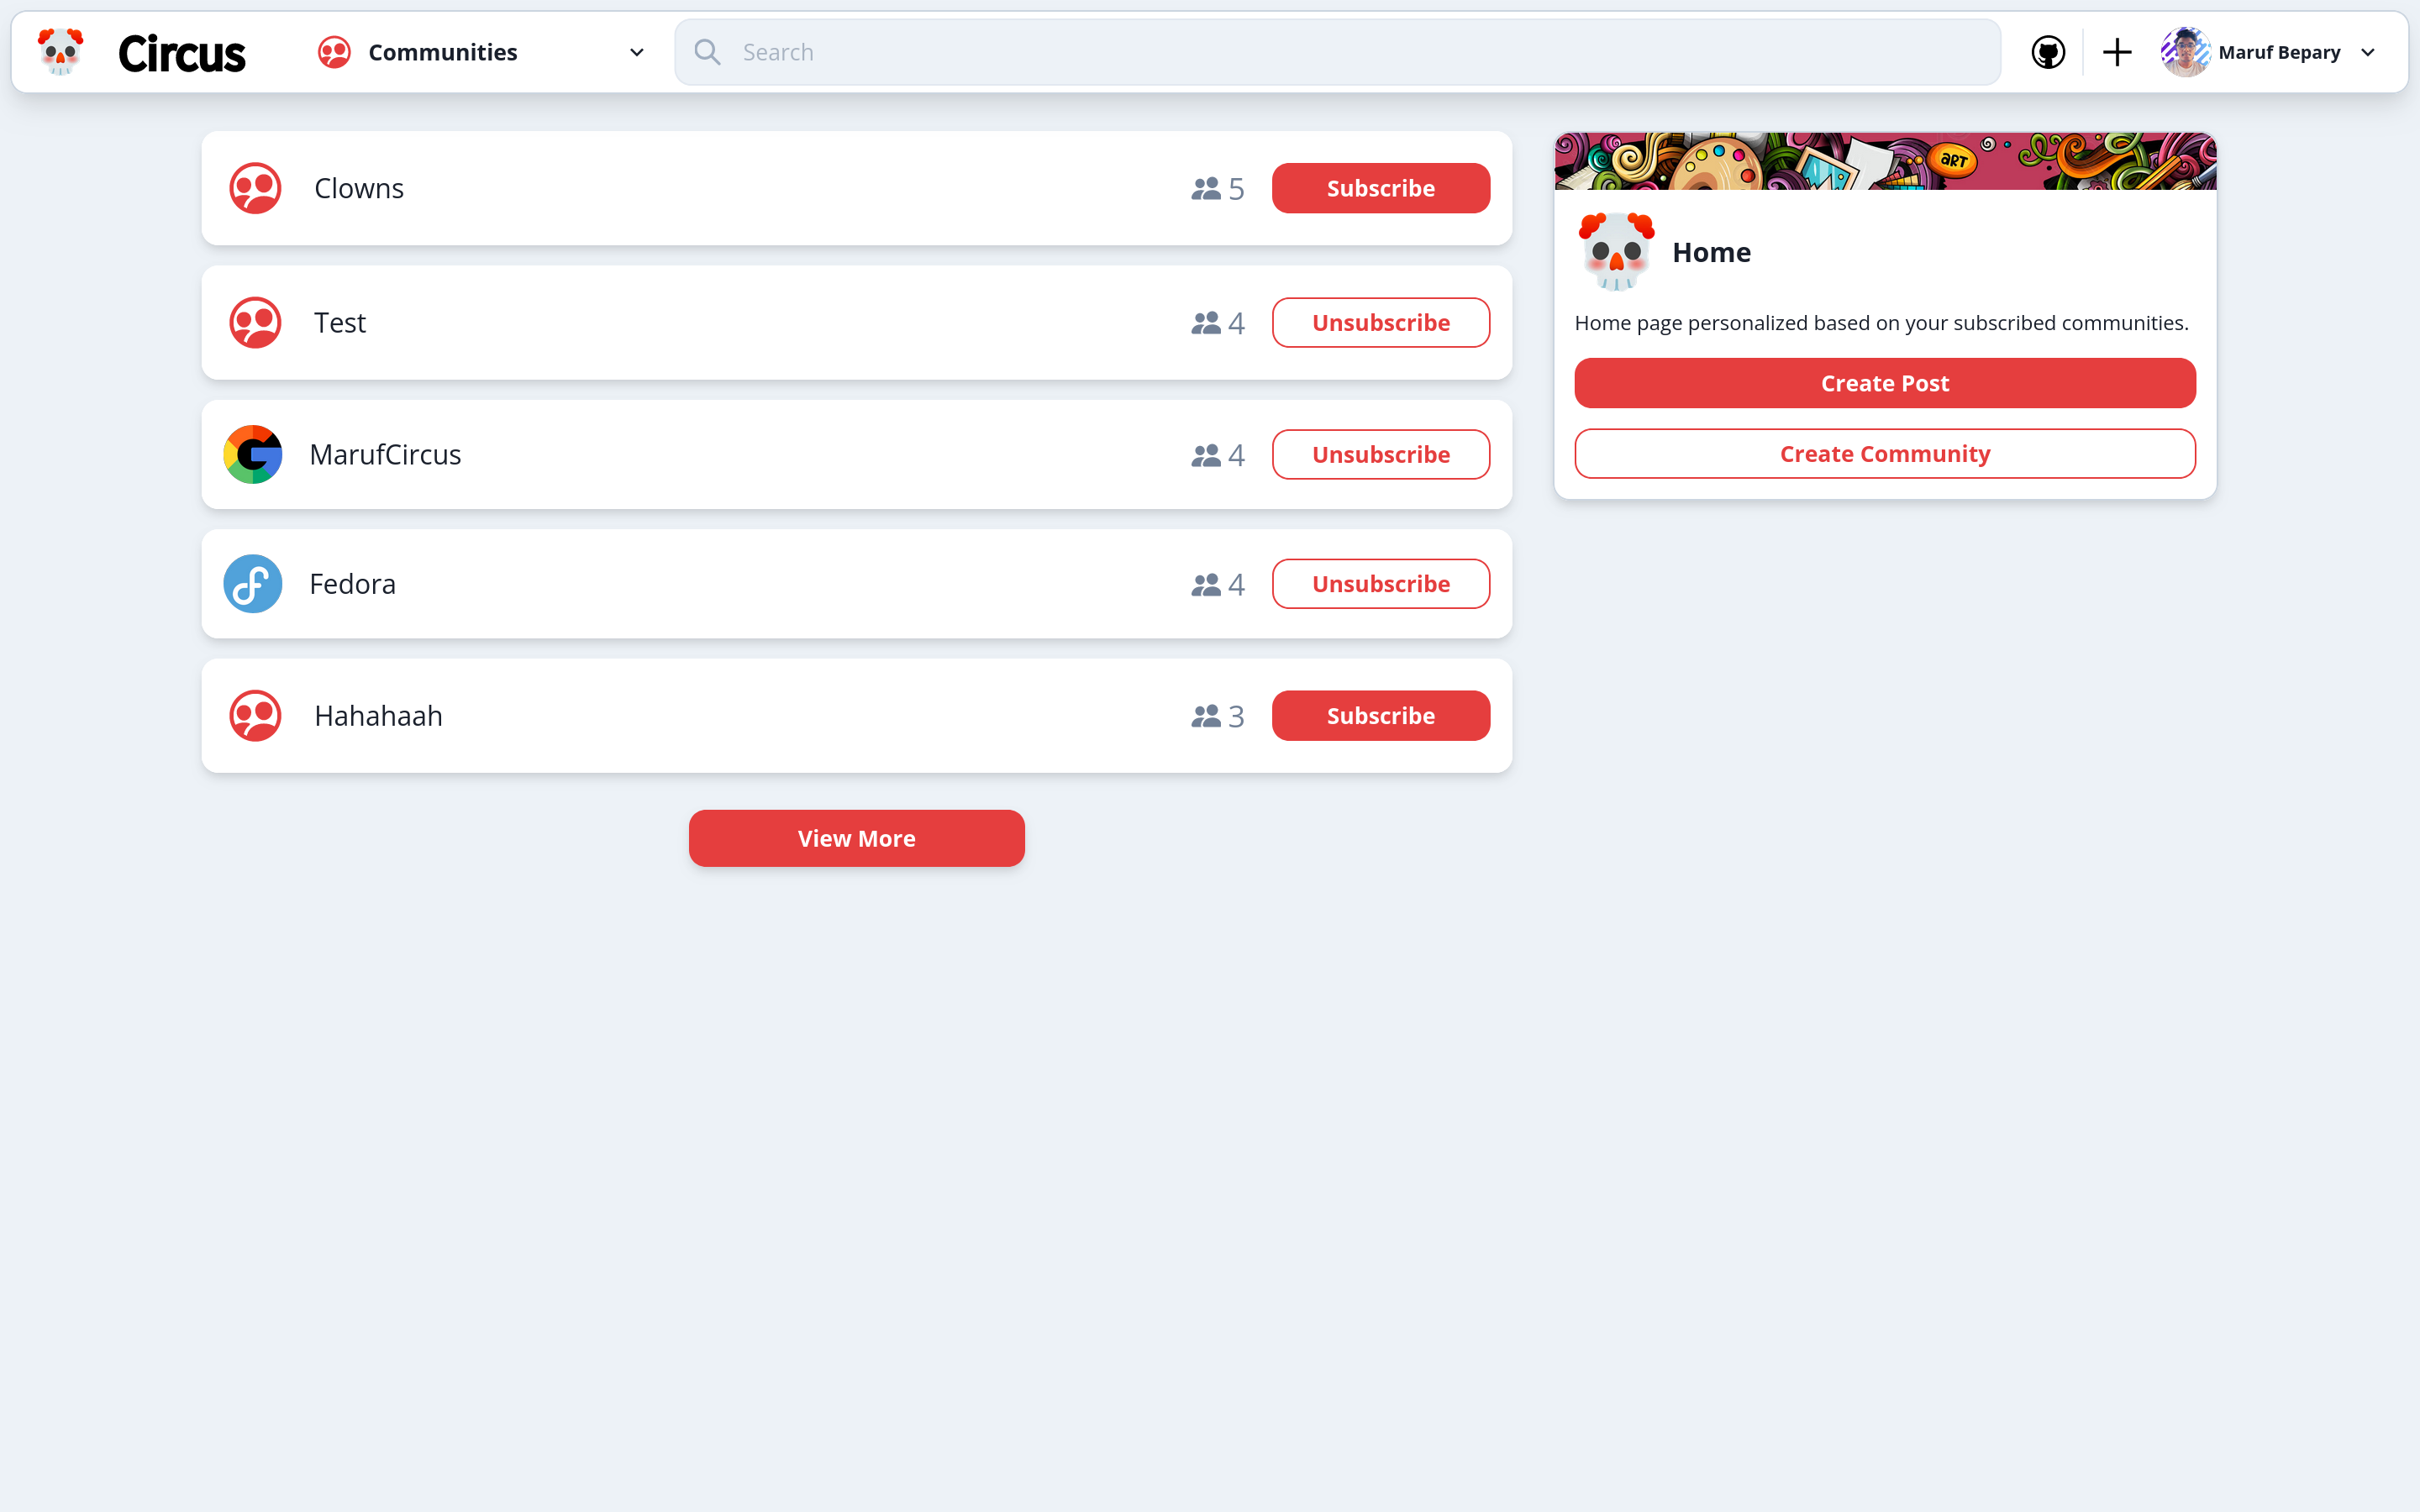 Circus
Communities
Search
Maruf Bepary
Clowns
5
Subscribe
Test
4
Unsubscribe
MarufCircus
4
Unsubscribe
Fedora
4
Unsubscribe
Hahahaah
3
Subscribe
View More
ART
Home
Home page personalized based on your subscribed communities.
Create Post
Create Community